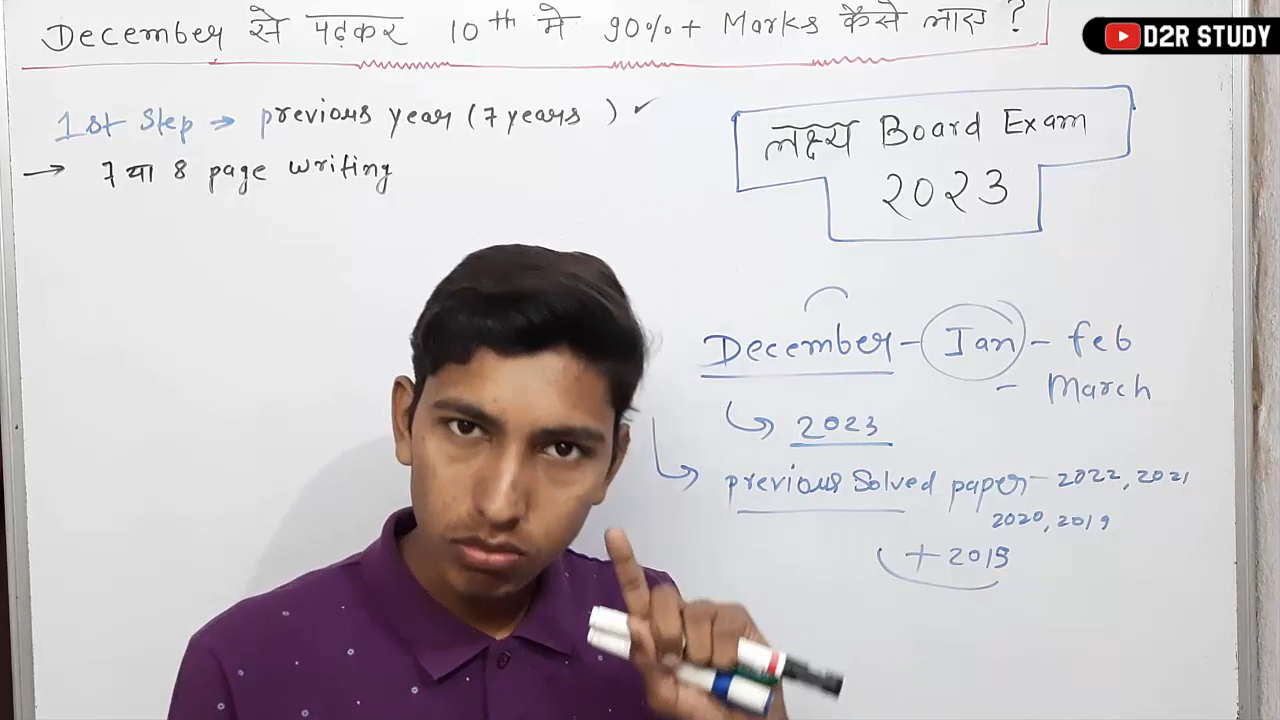 December से पढ़कर 10th मे 90%+ Marks कैसे लाए ?
D2R STUDY
1st Step → previous year (7 years ) ✓
→ 7 या 8 page writing
लक्ष्य Board Exam
2023
December - Jan - feb
- March
2023
previous Solved paper - 2022, 2021
2020, 2019
+ 2015